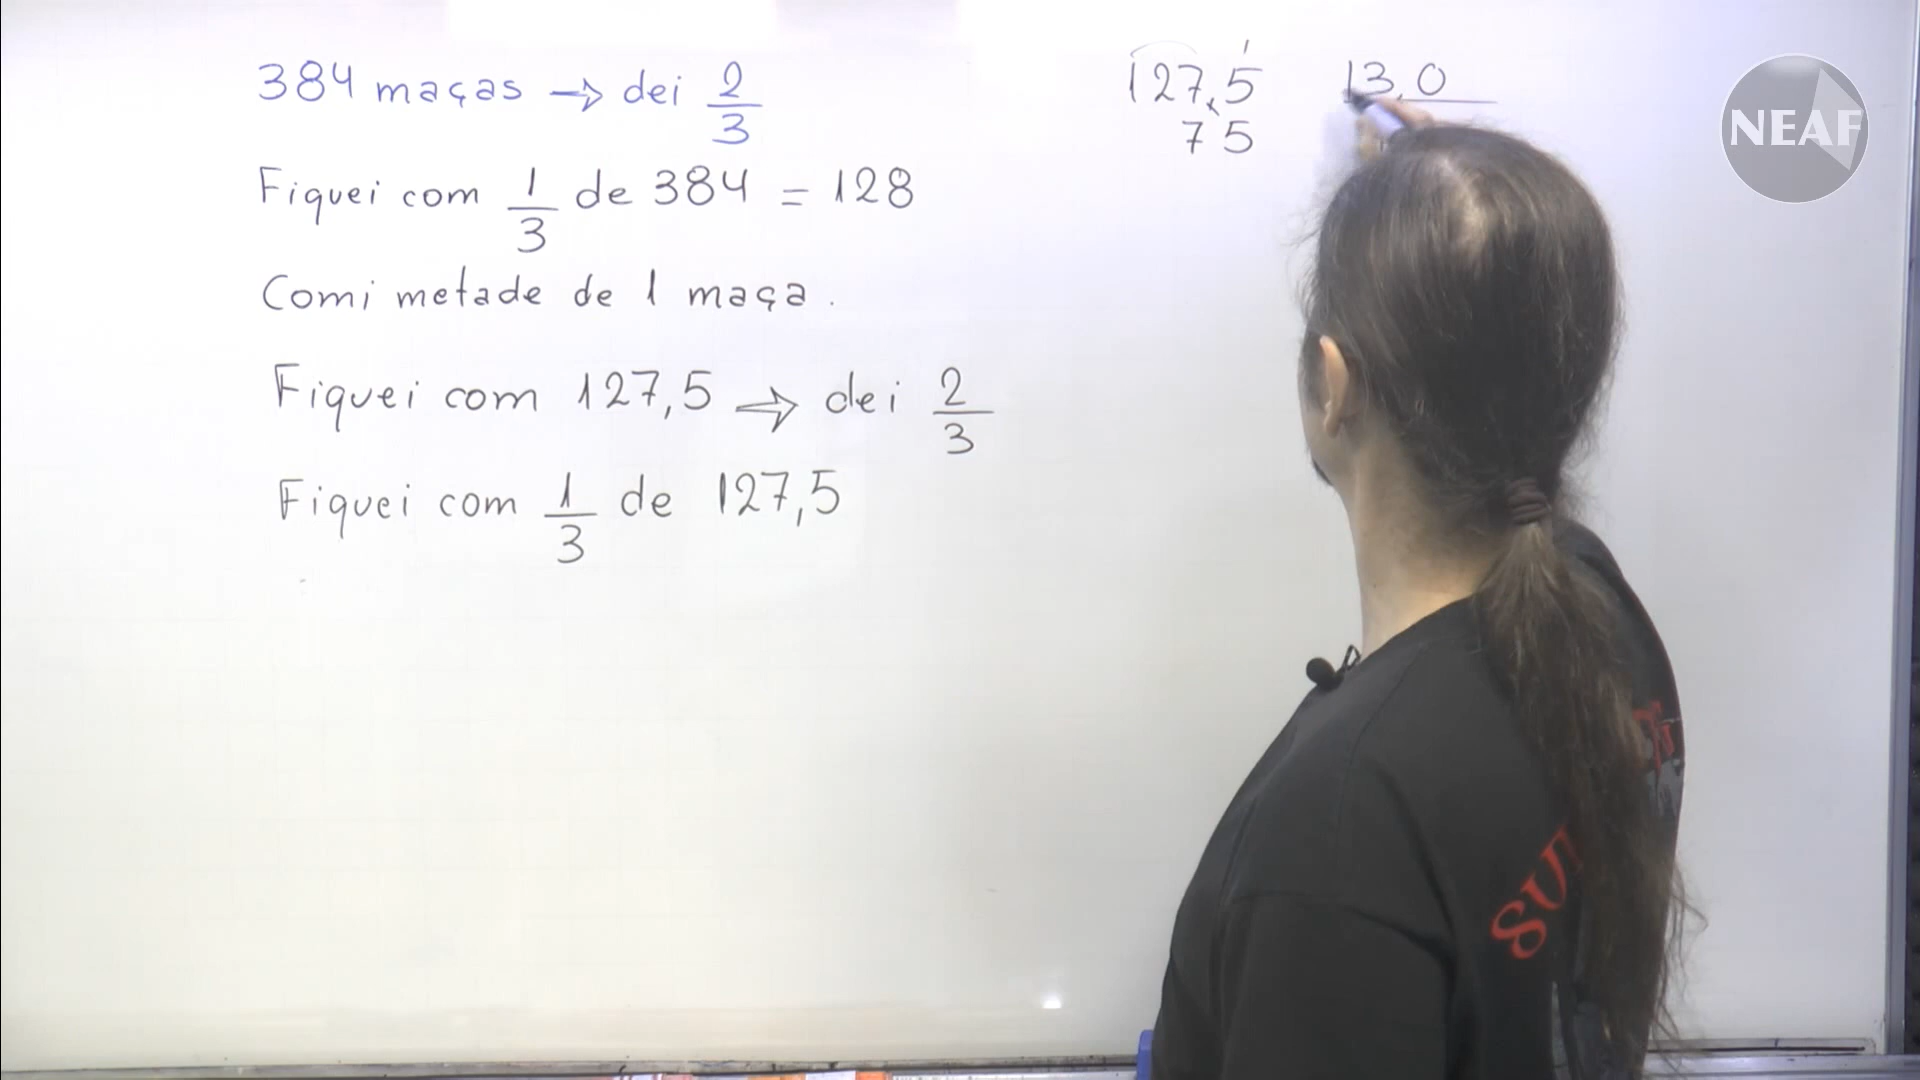 384 maças → dei 2/3
Fiquei com 1/3 de 384 = 128
Comi metade de 1 maça.
Fiquei com 127,5 ⇒ dei 2/3
Fiquei com 1/3 de 127,5
127,5 | 3,0
75
NEAF